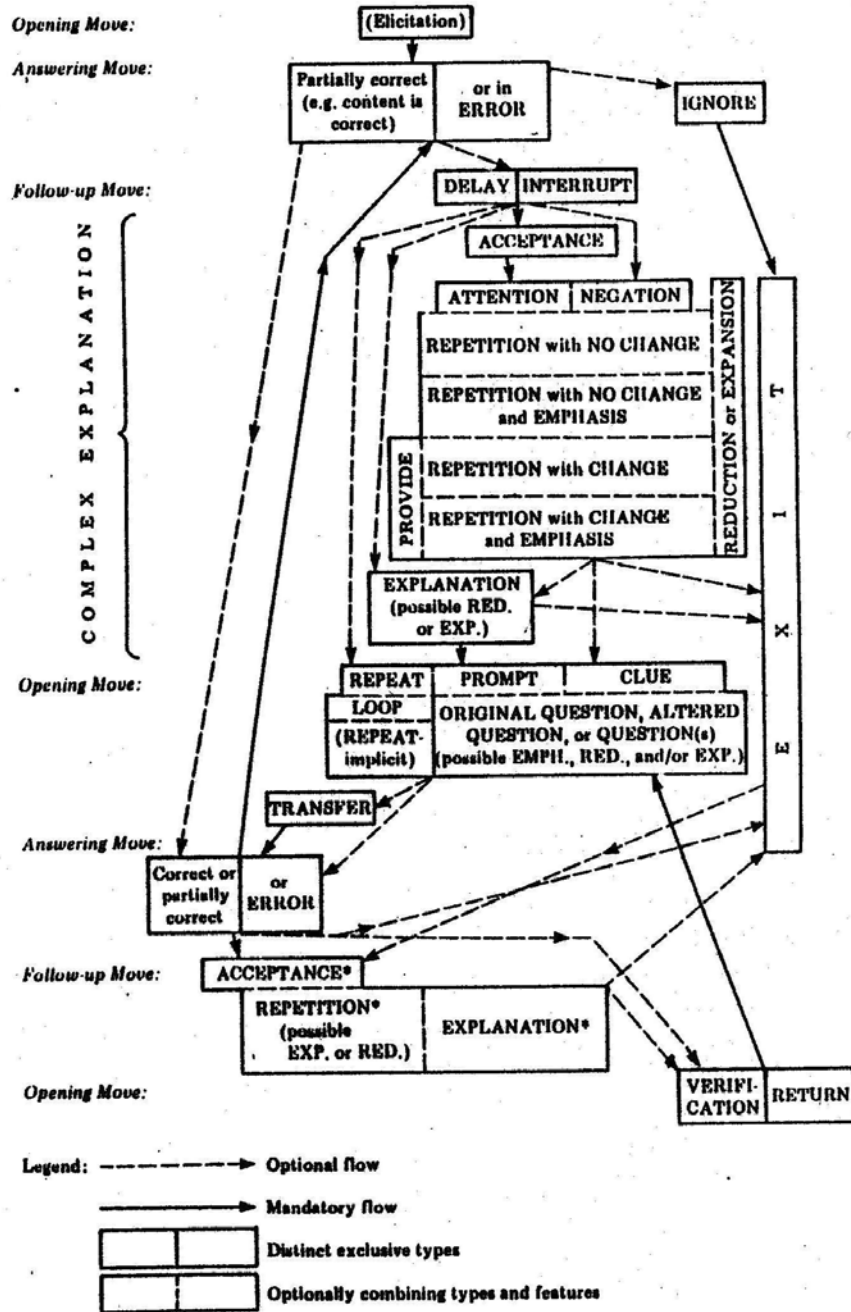 Opening Move:
(Elicitation)
Answering Move:
Partially correct
(e.g. content is
correct)
or in
ERROR
IGNORE
Follow-up Move:
DELAY
INTERRUPT
ACCEPTANCE
COMPLEX EXPLANATION
ATTENTION
NEGATION
REPETITION with NO CHANGE
REPETITION with NO CHANGE
and EMPHASIS
REPETITION with CHANGE
REPETITION with CHANGE
and EMPHASIS
PROVIDE
REDUCTION or EXPANSION
EXIT
EXPLANATION
(possible RED.
or EXP.)
Opening Move:
REPEAT
PROMPT
CLUE
LOOP
(REPEAT-
implicit)
ORIGINAL QUESTION, ALTERED
QUESTION, or QUESTION(s)
(possible EMPH., RED., and/or EXP.)
TRANSFER
Answering Move:
Correct or
partially
correct
or
ERROR
Follow-up Move:
ACCEPTANCE*
REPETITION*
(possible
EXP. or RED.)
EXPLANATION*
Opening Move:
VERIFI-
CATION
RETURN
Legend:
Optional flow
Mandatory flow
Distinct exclusive types
Optionally combining types and features